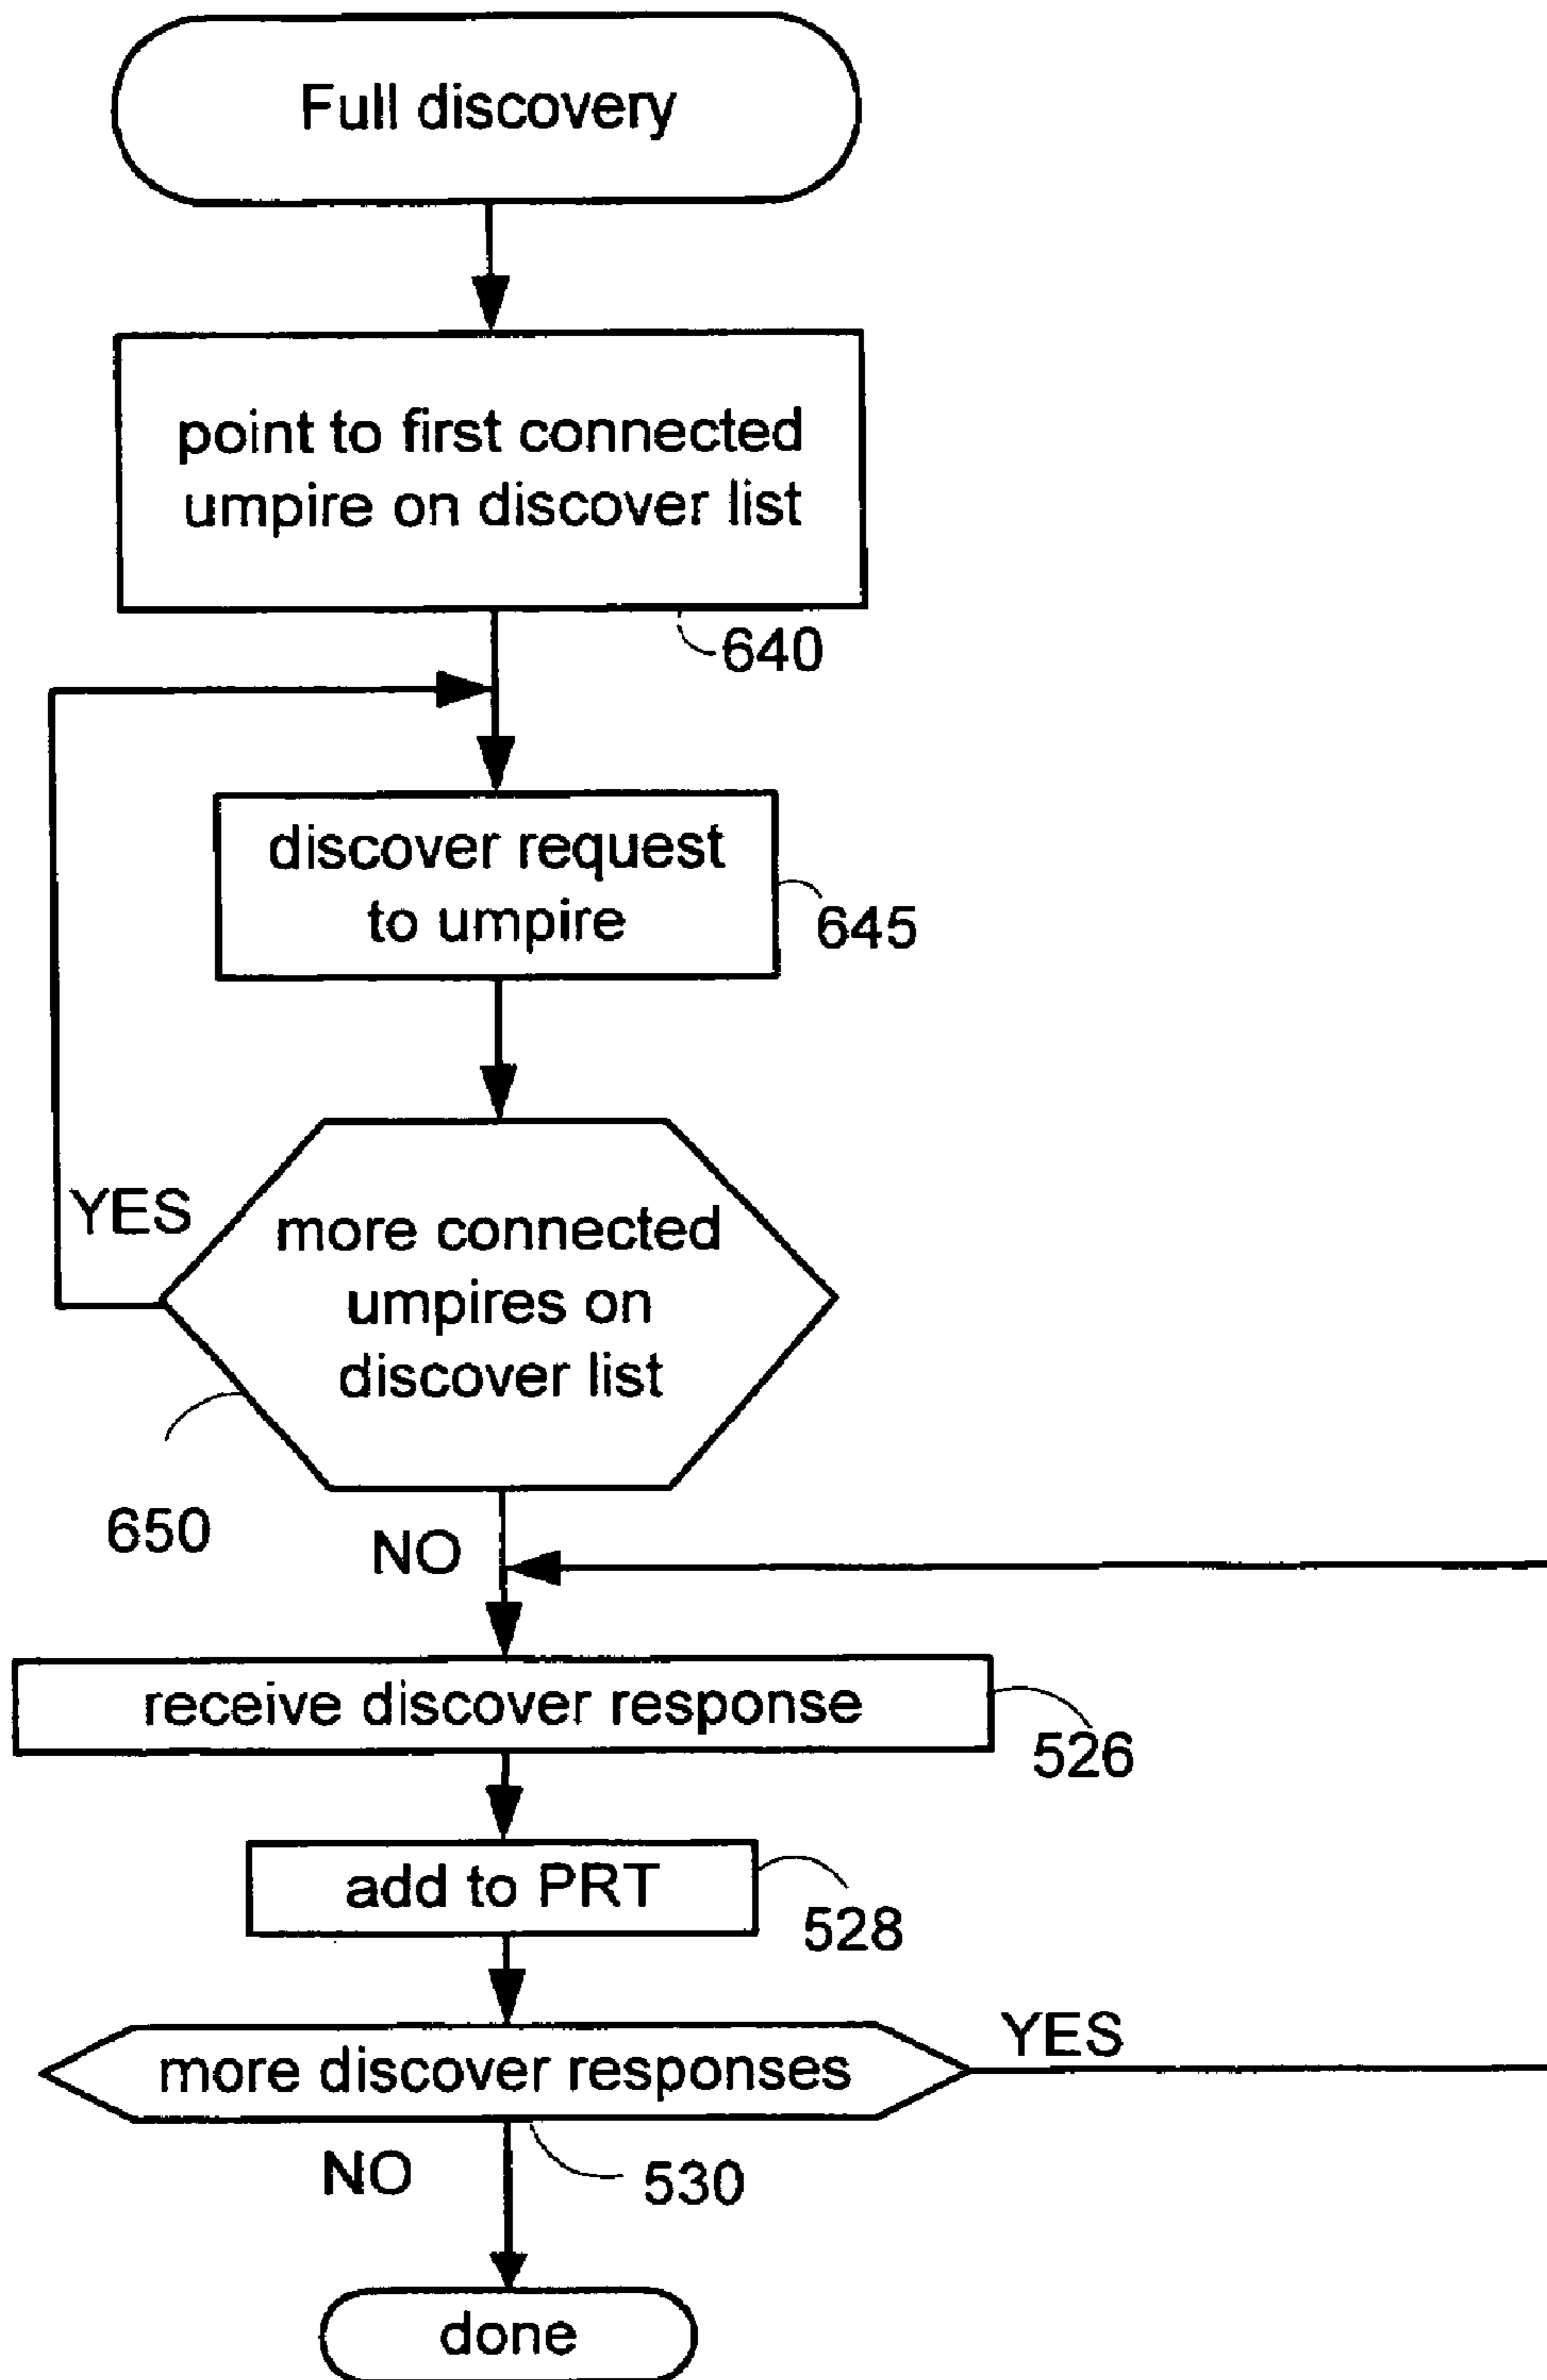 Full discovery
point to first connected
umpire on discover list
640
discover request
to umpire
645
YES
more connected
umpires on
discover list
650
NO
receive discover response
526
add to PRT
528
more discover responses
YES
NO
530
done